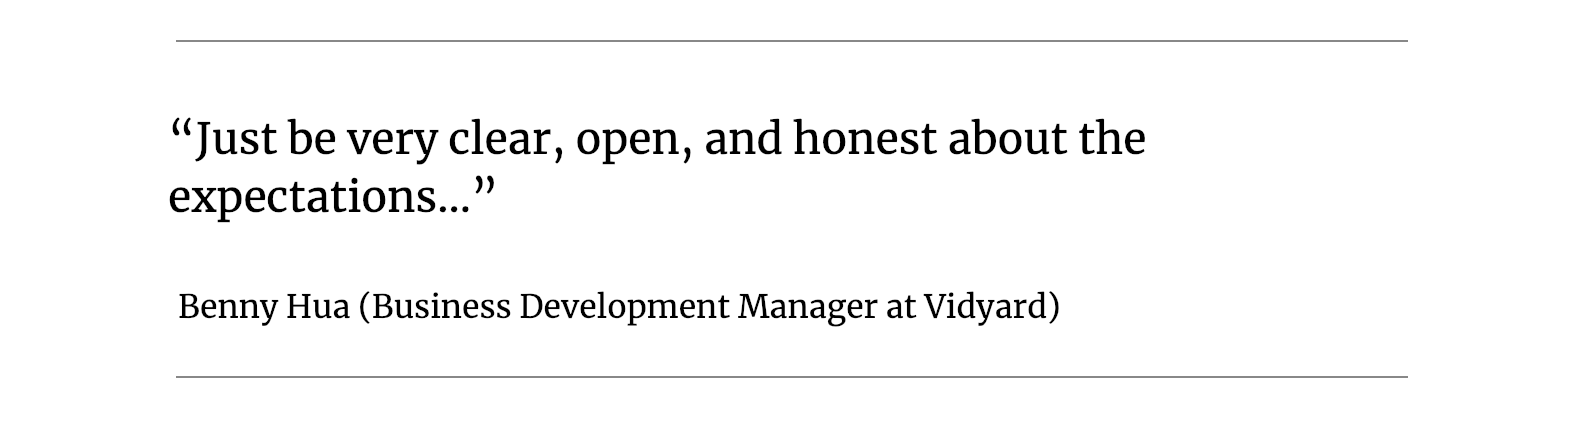 “Just be very clear, open, and honest about the
expectations...”
Benny Hua (Business Development Manager at Vidyard)